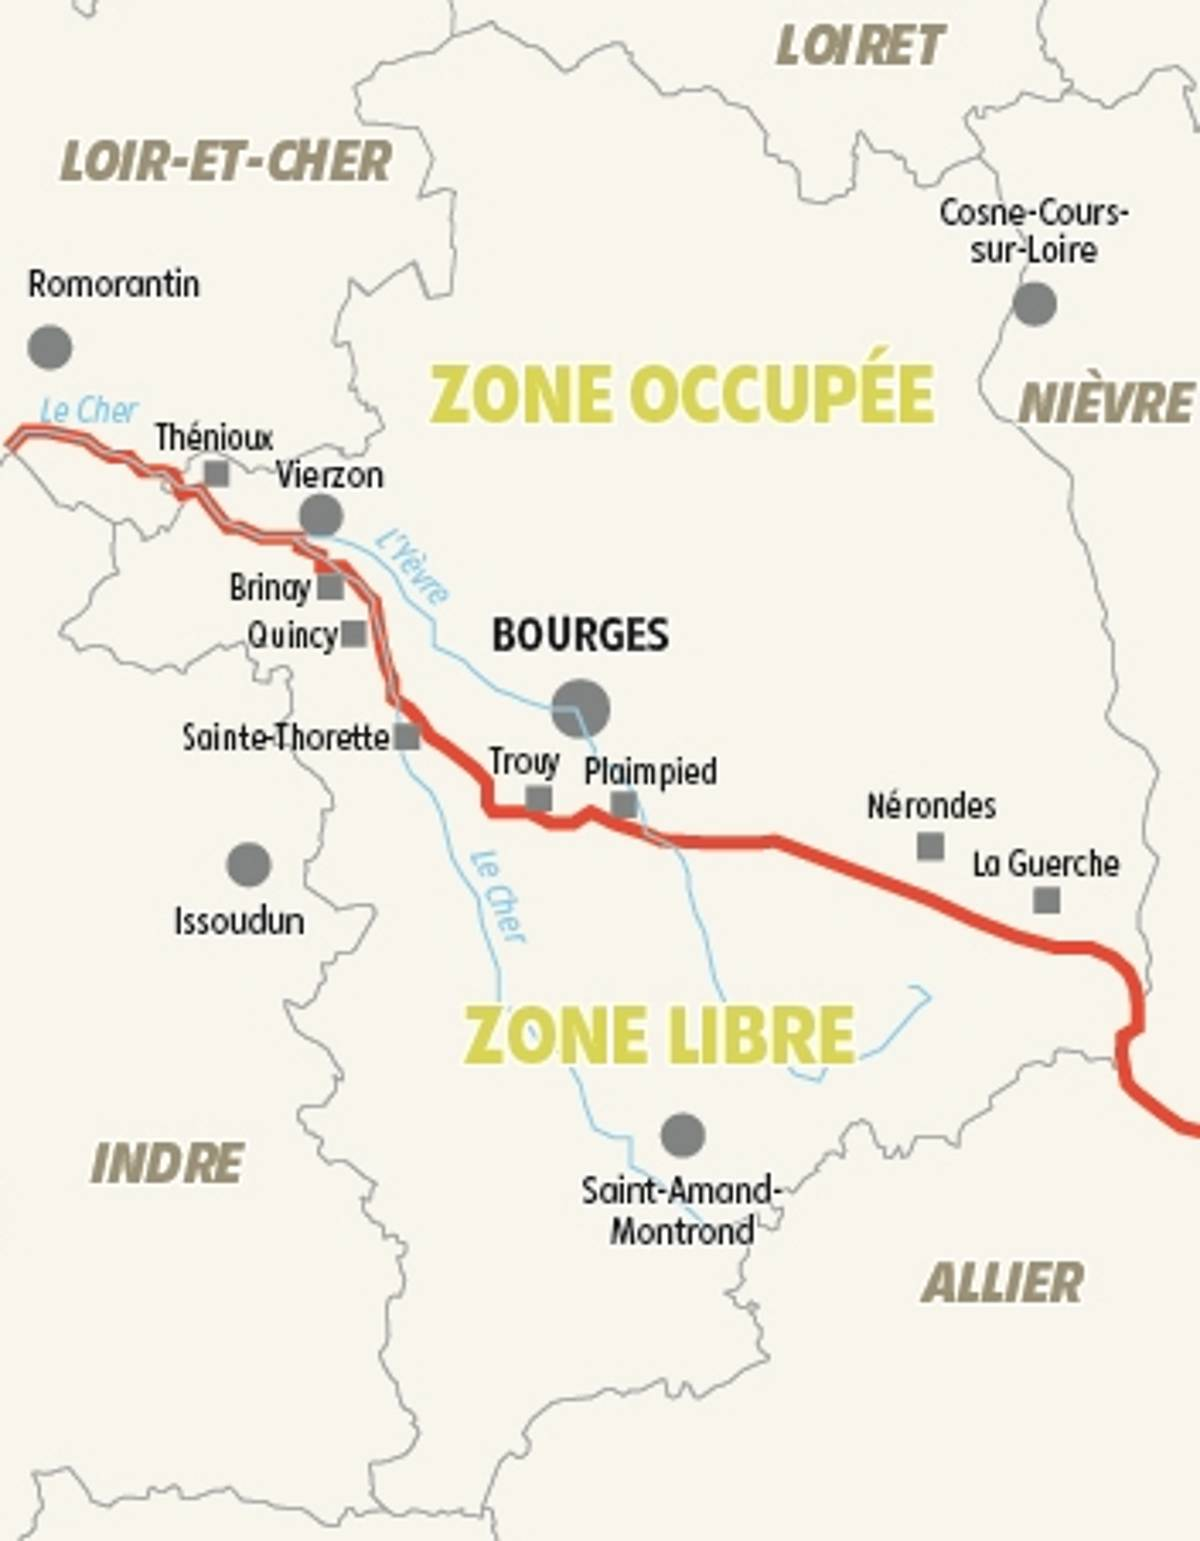 LOIRET
LOIR-ET-CHER
Cosne-Cours-
sur-Loire
Romorantin
ZONE OCCUPÉE
NIÈVRE
Le Cher
Thénioux
Vierzon
L'Yèvre
Brinay
Quincy
BOURGES
Sainte-Thorette
Trouy
Plaimpied
Nérondes
La Guerche
Le Cher
Issoudun
ZONE LIBRE
INDRE
Saint-Amand-
Montrond
ALLIER